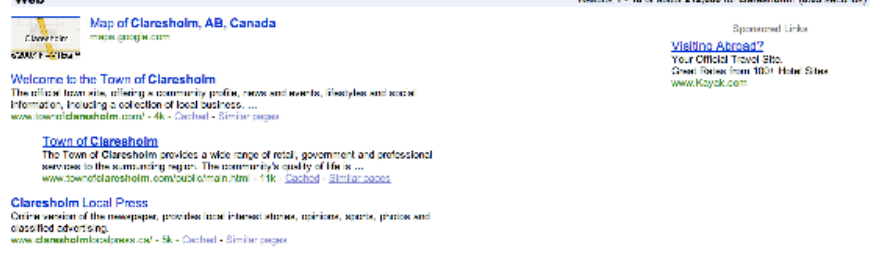 Web
Map of Claresholm, AB, Canada
maps.google.com
Claresholm
Welcome to the Town of Claresholm
The official town site, offering a community profile, news and events, lifestyles and social
information, including a collection of local business. ...
www.townofclaresholm.com/ - 4k - Cached - Similar pages
Town of Claresholm
The Town of Claresholm provides a wide range of retail, government and professional
services to the surrounding region. The community's quality of life is ...
www.townofclaresholm.com/public/main.html - 11k - Cached - Similar pages
Claresholm Local Press
Online version of the newspaper, provides local interest stories, opinions, sports, photos and
classified advertising.
www.claresholmlocalpress.ca/ - 5k - Cached - Similar pages
Sponsored Links
Visiting Abroad?
Your Official Travel Site.
Great Rates from 100+ Hotel Sites
www.Kayak.com